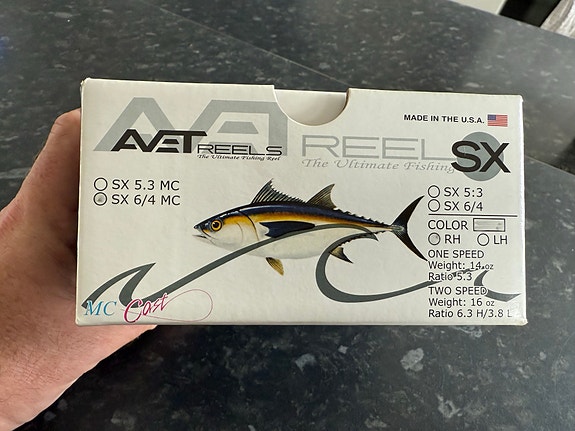 AVET REELS
The Ultimate Fishing Reel
REEL
The Ultimate Fishing
SX
MADE IN THE U.S.A.
SX 5.3 MC
SX 6/4 MC
SX 5:3
SX 6/4
COLOR
RH LH
ONE SPEED
Weight: 14 oz
Ratio 5.3
TWO SPEED
Weight: 16 oz
Ratio 6.3 H/3.8 L
MC Cast